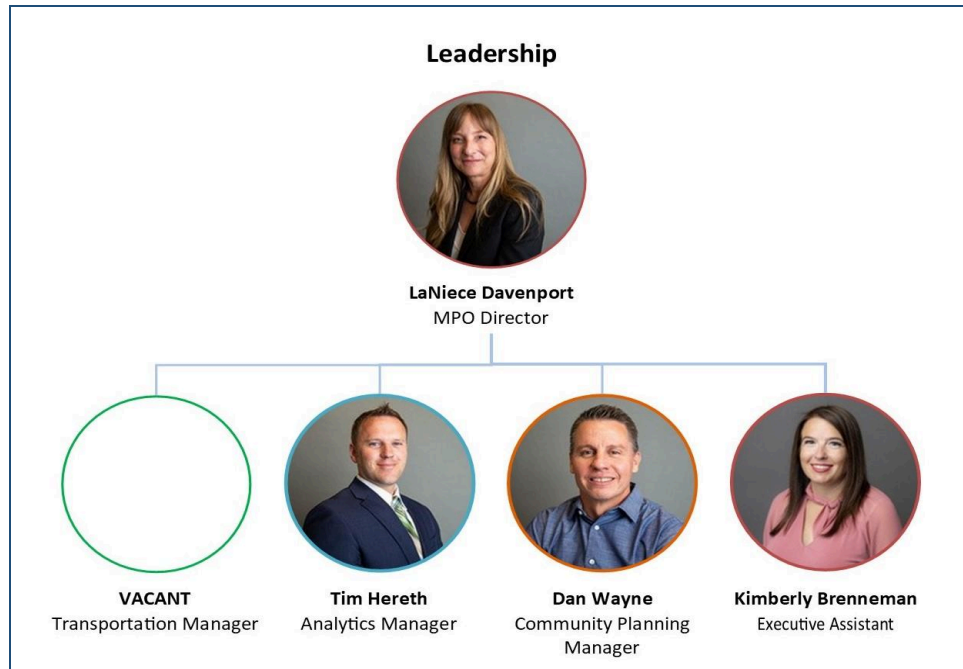 Leadership
LaNiece Davenport
MPO Director
VACANT
Transportation Manager
Tim Hereth
Analytics Manager
Dan Wayne
Community Planning
Manager
Kimberly Brenneman
Executive Assistant